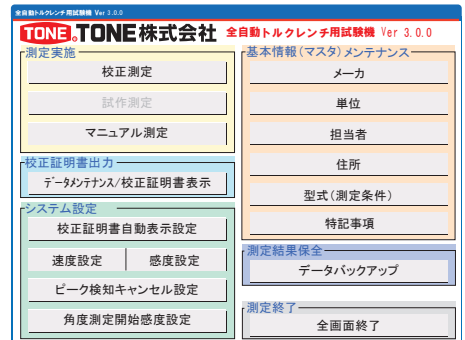 全自動トルクレンチ用試験機 Ver 3.0.0
TONE。TONE株式会社 全自動トルクレンチ用試験機 Ver 3.0.0
測定実施
校正測定
試作測定
マニュアル測定
校正証明書出力
データメンテナンス/校正証明書表示
システム設定
校正証明書自動表示設定
速度設定 感度設定
ピーク検知キャンセル設定
角度測定開始感度設定
基本情報(マスタ)メンテナンス
メーカ
単位
担当者
住所
型式(測定条件)
特記事項
測定結果保全
データバックアップ
測定終了
全画面終了